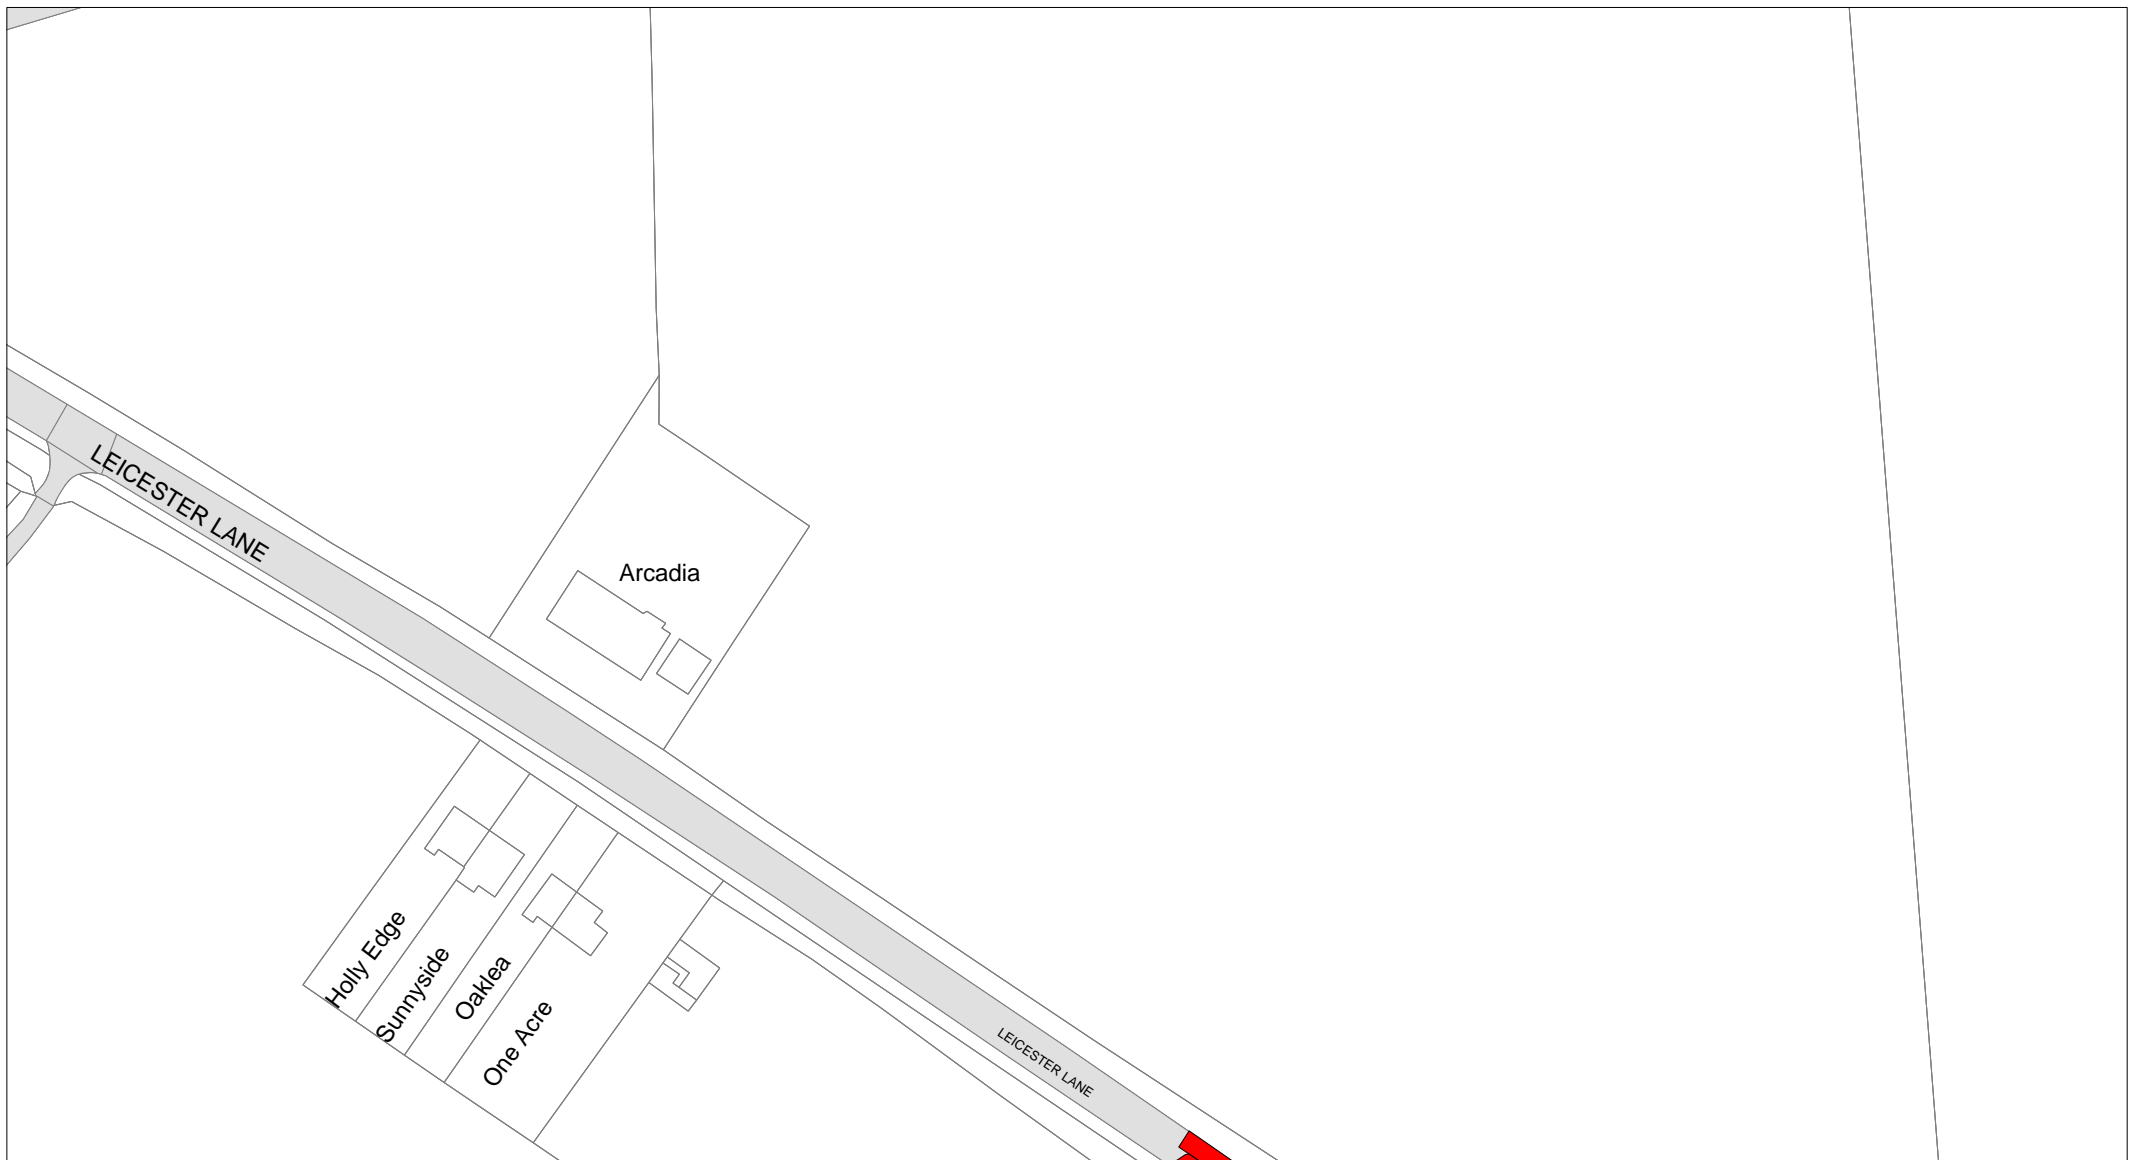 LEICESTER LANE
Arcadia
Holly Edge
Sunnyside
Oaklea
One Acre
LEICESTER LANE